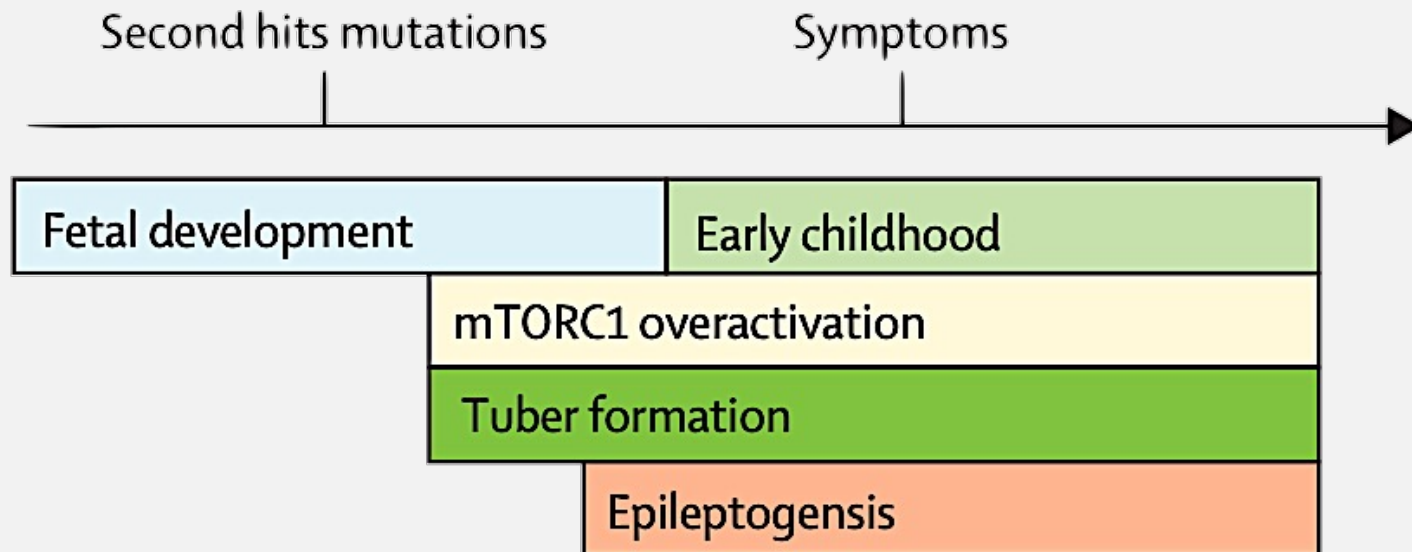 Second hits mutations
Symptoms
Fetal development
Early childhood
mTORC1 overactivation
Tuber formation
Epileptogensis